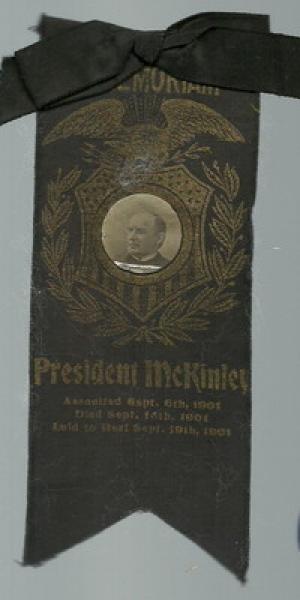 MEMORIAM
President McKinley
Assaulted Sept. 6th, 1901
Died Sept. 14th, 1901
Laid to Rest Sept. 19th, 1901